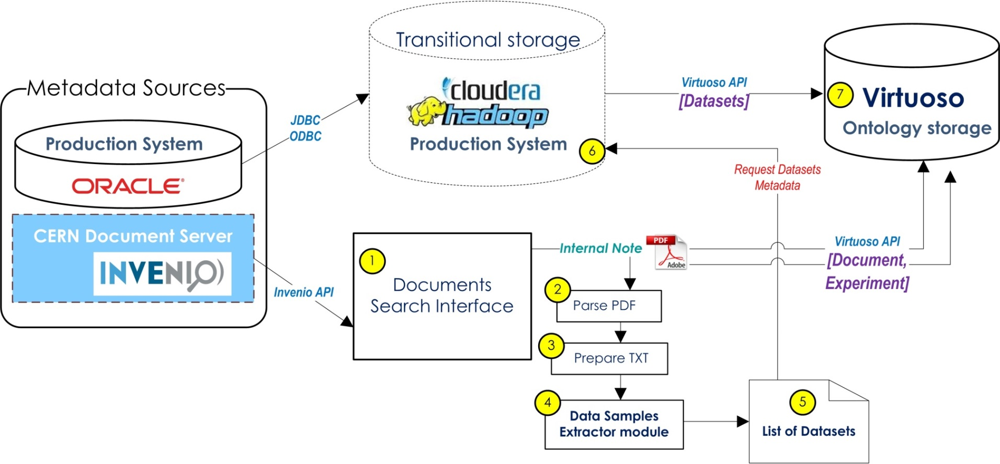 Metadata Sources
Production System
ORACLE®
CERN Document Server
INVENIO
JDBC
ODBC
Invenio API
Transitional storage
cloudera
hadoop
Production System
6
Virtuoso API
[Datasets]
7
Virtuoso
Ontology storage
Request Datasets
Metadata
1
Documents
Search Interface
Internal Note
PDF
Adobe
Virtuoso API
[Document,
Experiment]
2
Parse PDF
3
Prepare TXT
4
Data Samples
Extractor module
5
List of Datasets